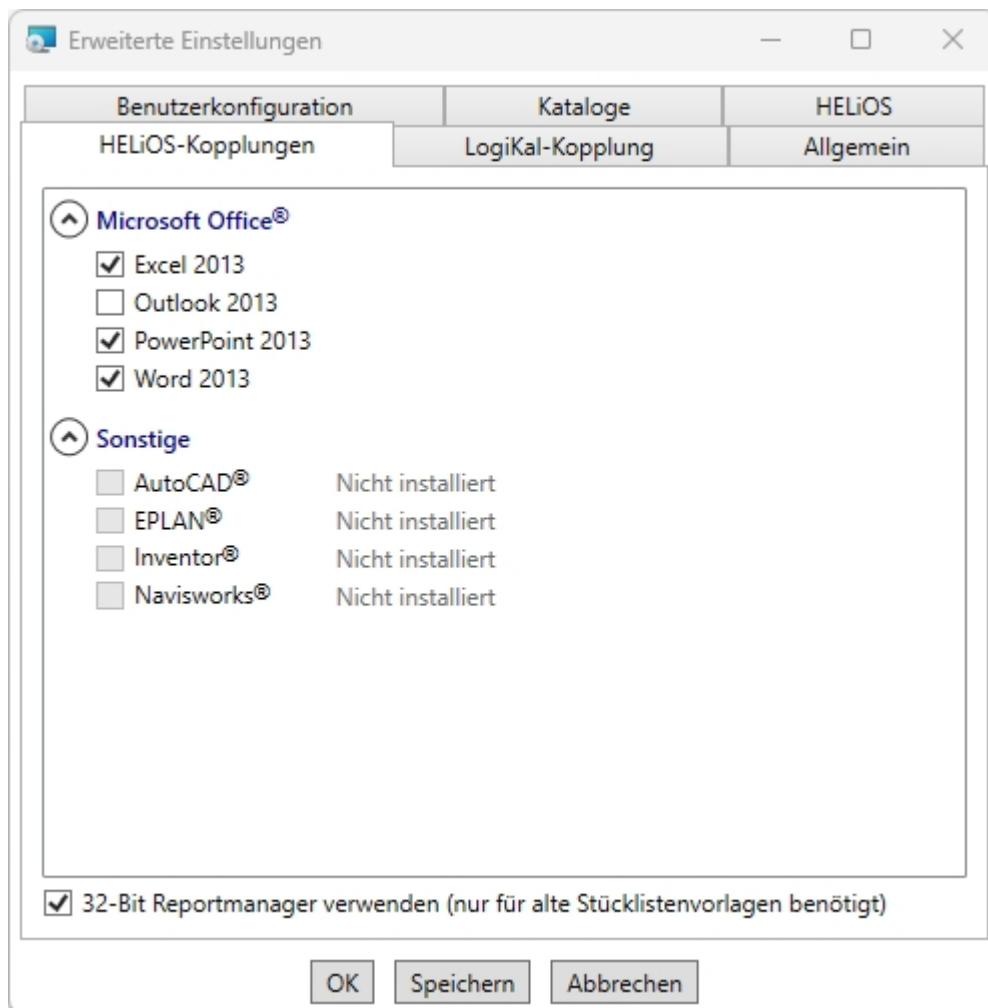 Erweiterte Einstellungen
Benutzerkonfiguration Kataloge HELiOS
HELiOS-Kopplungen LogiKal-Kopplung Allgemein
Microsoft Office®
Excel 2013
Outlook 2013
PowerPoint 2013
Word 2013
Sonstige
AutoCAD® Nicht installiert
EPLAN® Nicht installiert
Inventor® Nicht installiert
Navisworks® Nicht installiert
32-Bit Reportmanager verwenden (nur für alte Stücklistenvorlagen benötigt)
OK Speichern Abbrechen